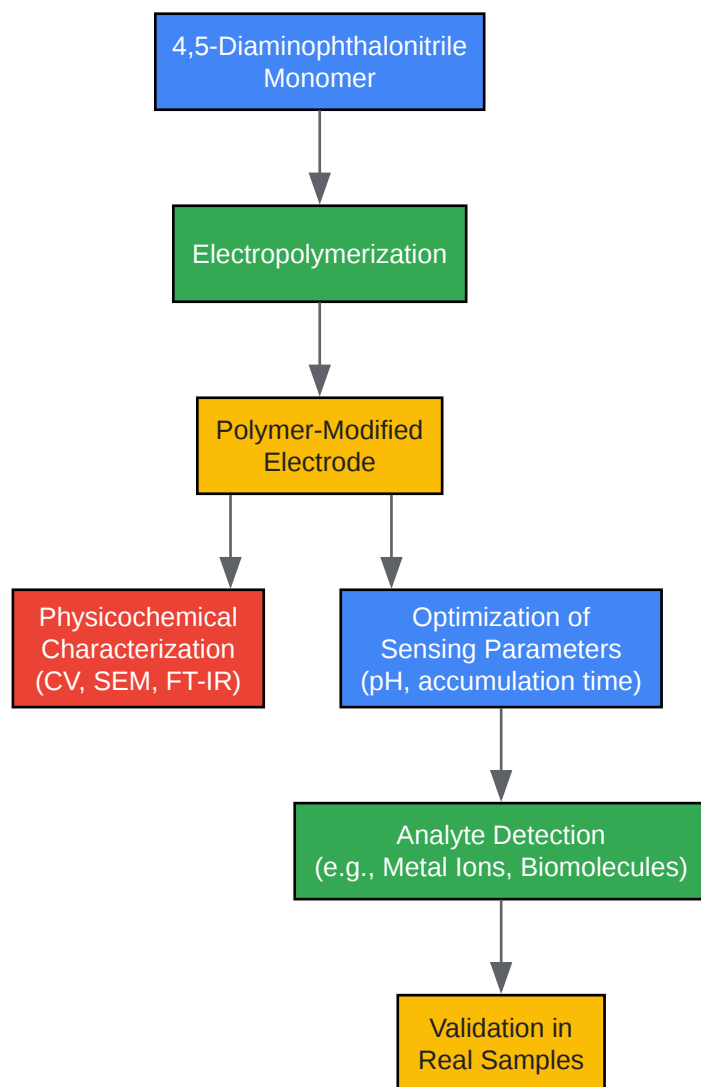 4,5-Diaminophthalonitrile
Monomer
Electropolymerization
Polymer-Modified
Electrode
Physicochemical
Characterization
(CV, SEM, FT-IR)
Optimization of
Sensing Parameters
(pH, accumulation time)
Analyte Detection
(e.g., Metal Ions, Biomolecules)
Validation in
Real Samples